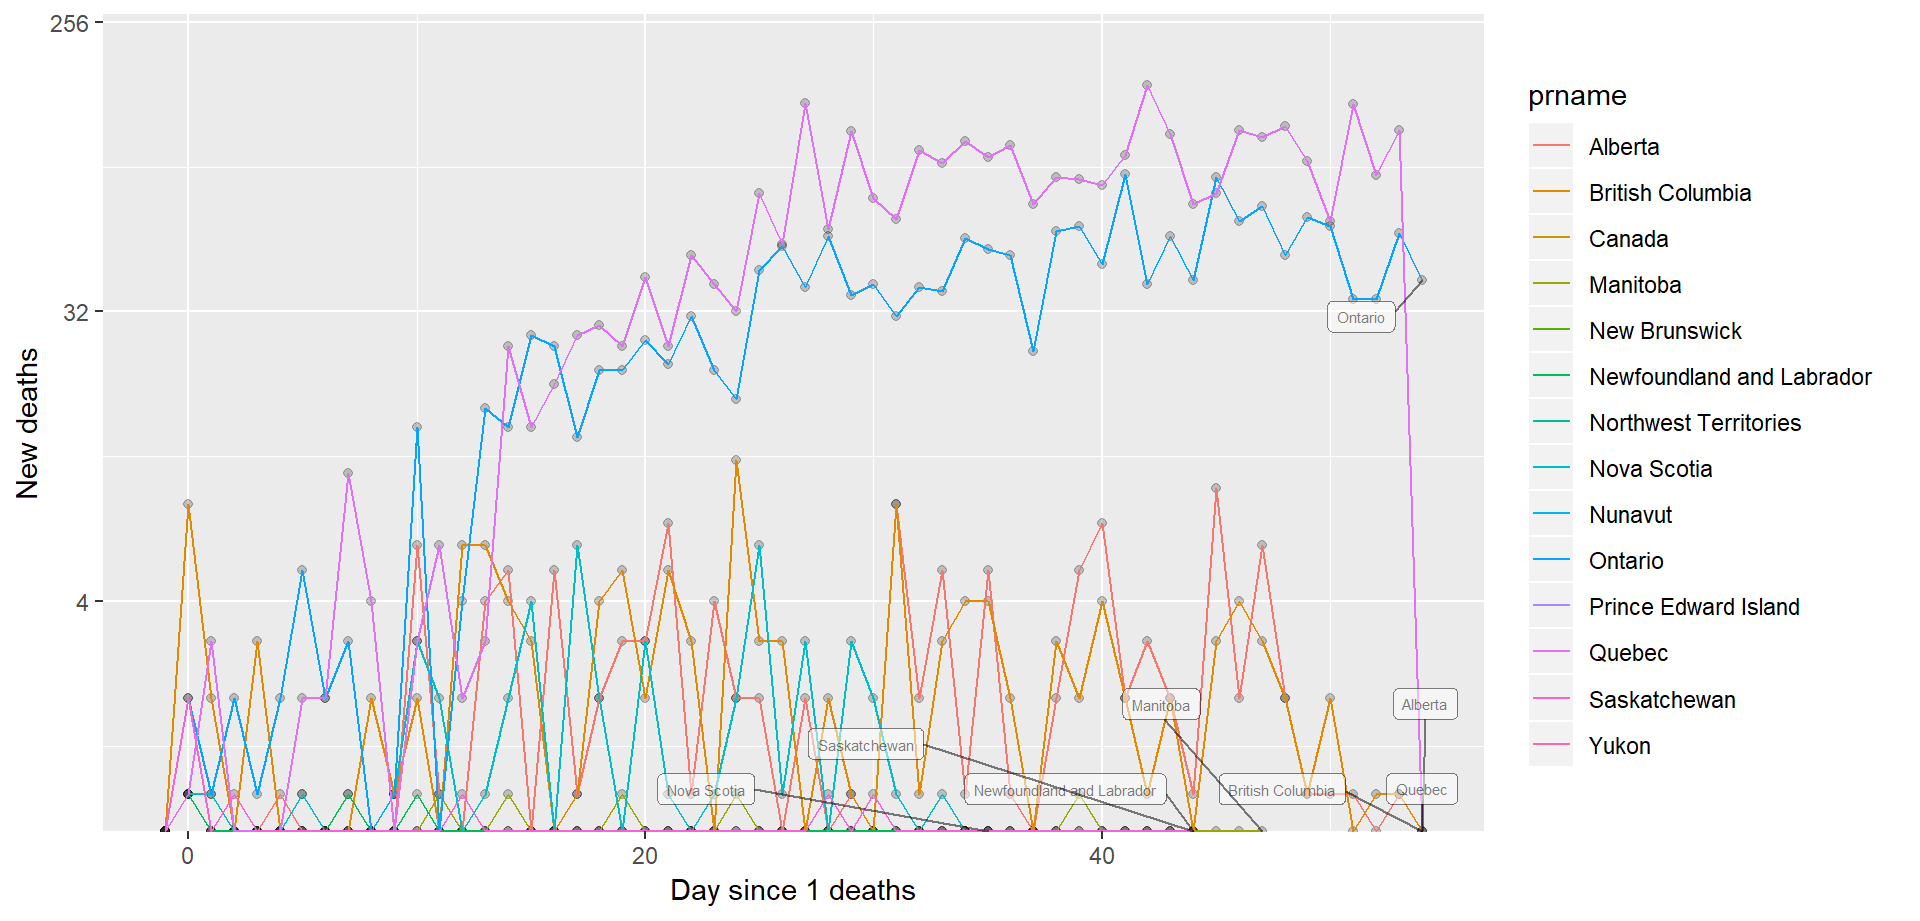 256
32
4
New deaths
0
20
40
Day since 1 deaths
Ontario
Manitoba
Alberta
Saskatchewan
Nova Scotia
Newfoundland and Labrador
British Columbia
Quebec
prname
Alberta
British Columbia
Canada
Manitoba
New Brunswick
Newfoundland and Labrador
Northwest Territories
Nova Scotia
Nunavut
Ontario
Prince Edward Island
Quebec
Saskatchewan
Yukon